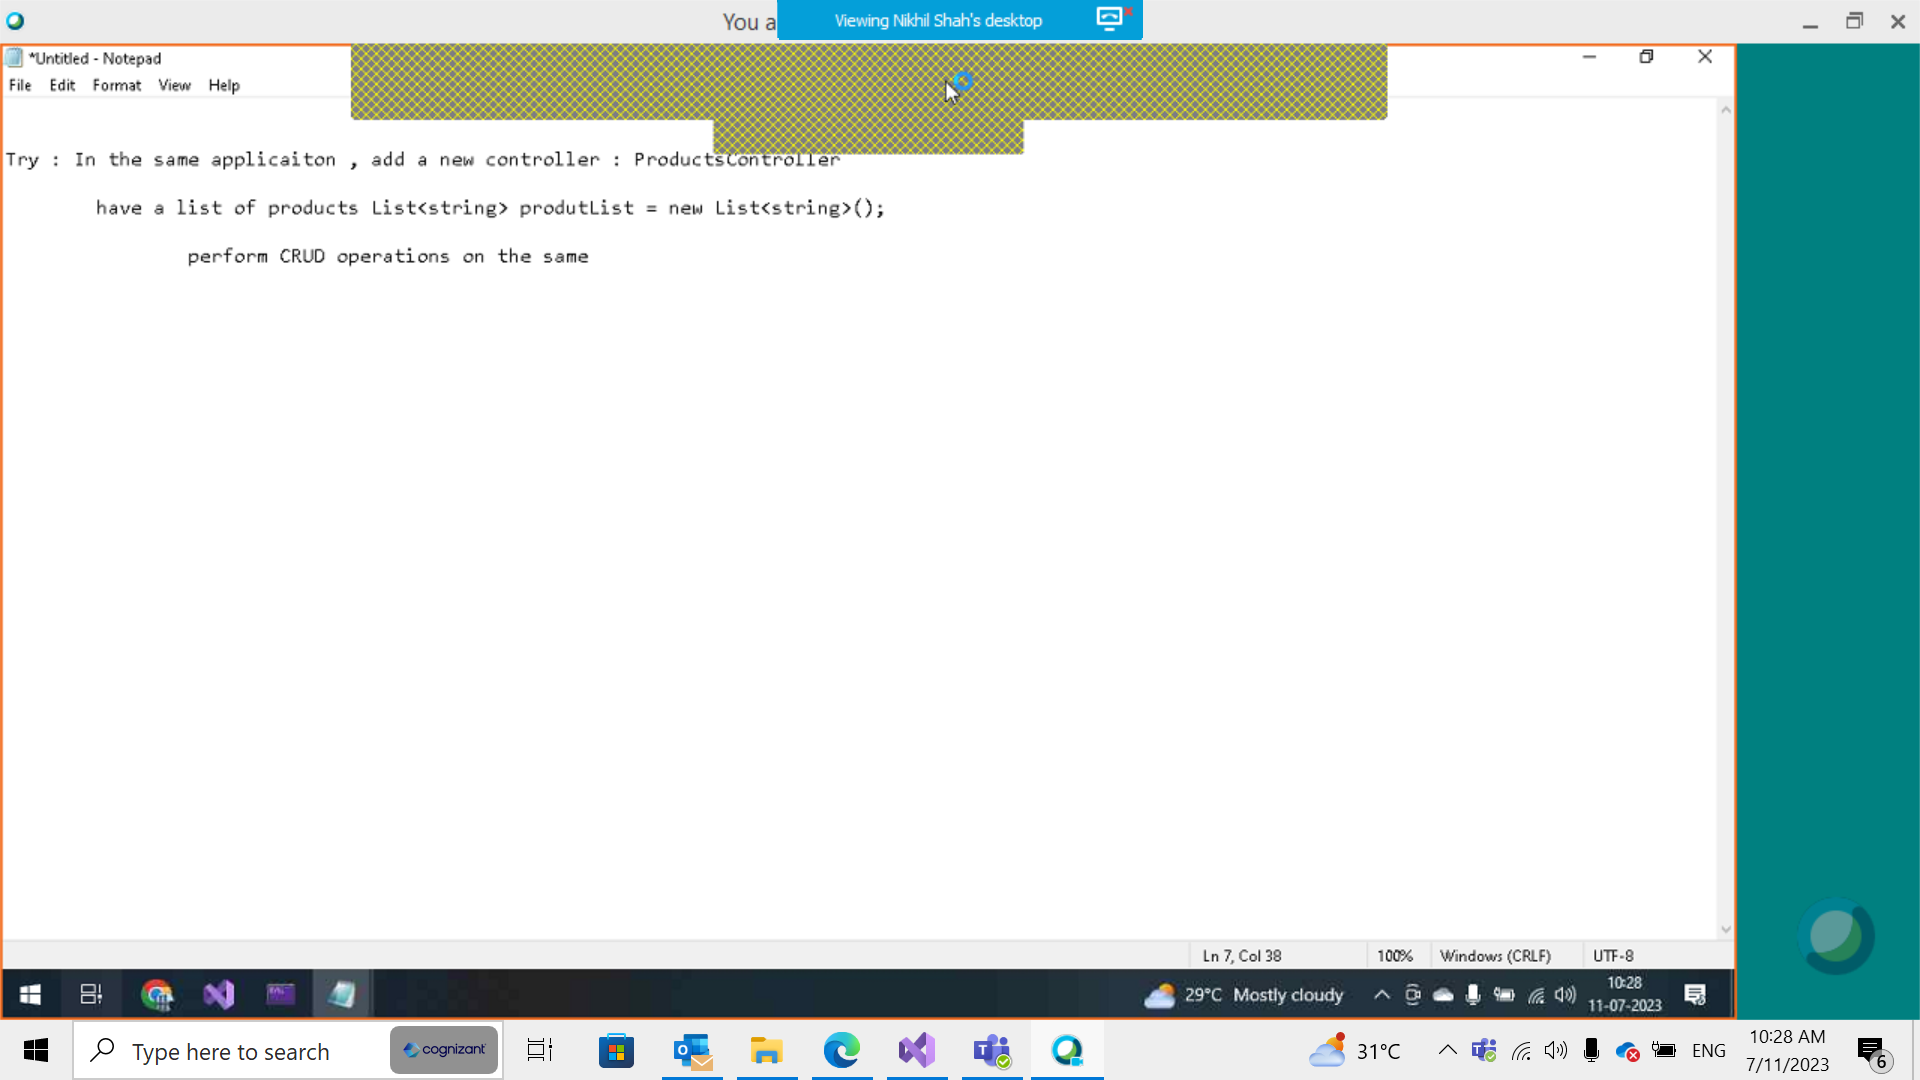 You a
Viewing Nikhil Shah's desktop
*Untitled - Notepad
File Edit Format View Help
Try : In the same applicaiton , add a new controller : ProductsController
have a list of products List<string> produtList = new List<string>();
perform CRUD operations on the same
Ln 7, Col 38 100% Windows (CRLF) UTF-8
29°C Mostly cloudy
10:28
11-07-2023
Type here to search
cognizant
31°C
ENG
10:28 AM
7/11/2023
6